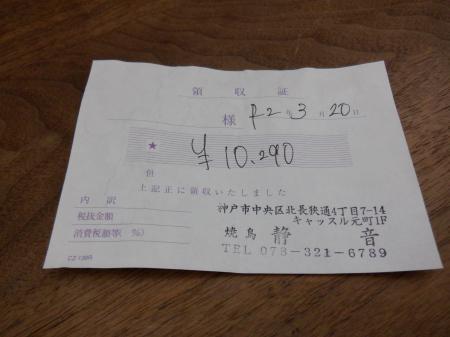 領収証
様 R2年3月20日
★ ¥10.290
但
上記正に領収いたしました
内訳
税抜金額
消費税額等( %)
神戸市中央区北長狭通4丁目7-14
キャッスル元町1F
焼鳥 静音
TEL 078-321-6789